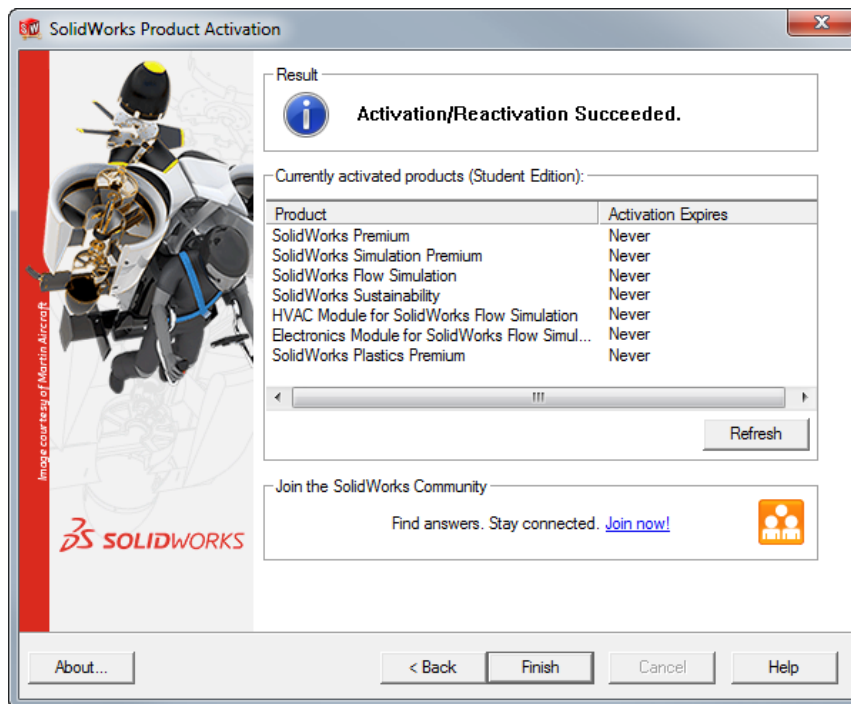 SolidWorks Product Activation
Result
Activation/Reactivation Succeeded.
Currently activated products (Student Edition):
Product Activation Expires
SolidWorks Premium Never
SolidWorks Simulation Premium Never
SolidWorks Flow Simulation Never
SolidWorks Sustainability Never
HVAC Module for SolidWorks Flow Simulation Never
Electronics Module for SolidWorks Flow Simul... Never
SolidWorks Plastics Premium Never
Refresh
Join the SolidWorks Community
Find answers. Stay connected. Join now!
Image courtesy of Martin Aircraft
SOLIDWORKS
About... < Back Finish Cancel Help